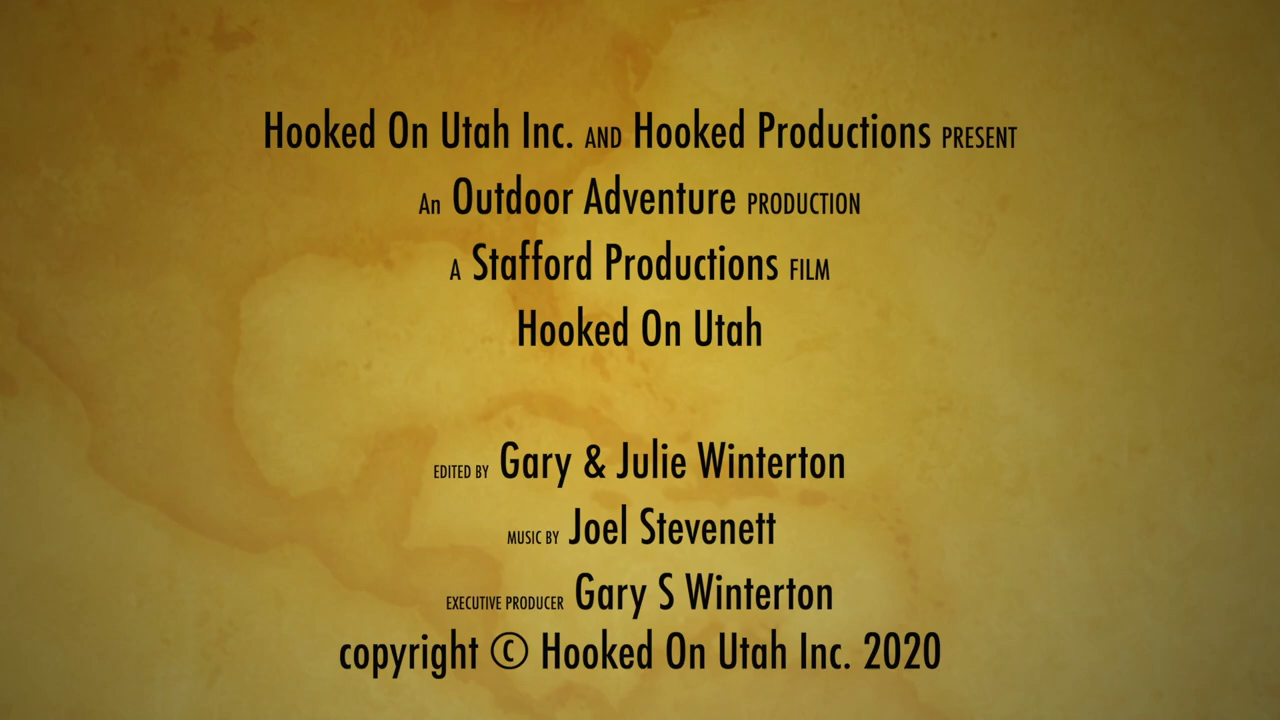 Hooked On Utah Inc. AND Hooked Productions PRESENT
An Outdoor Adventure PRODUCTION
A Stafford Productions FILM
Hooked On Utah
EDITED BY Gary & Julie Winterton
MUSIC BY Joel Stevenett
EXECUTIVE PRODUCER Gary S Winterton
copyright © Hooked On Utah Inc. 2020